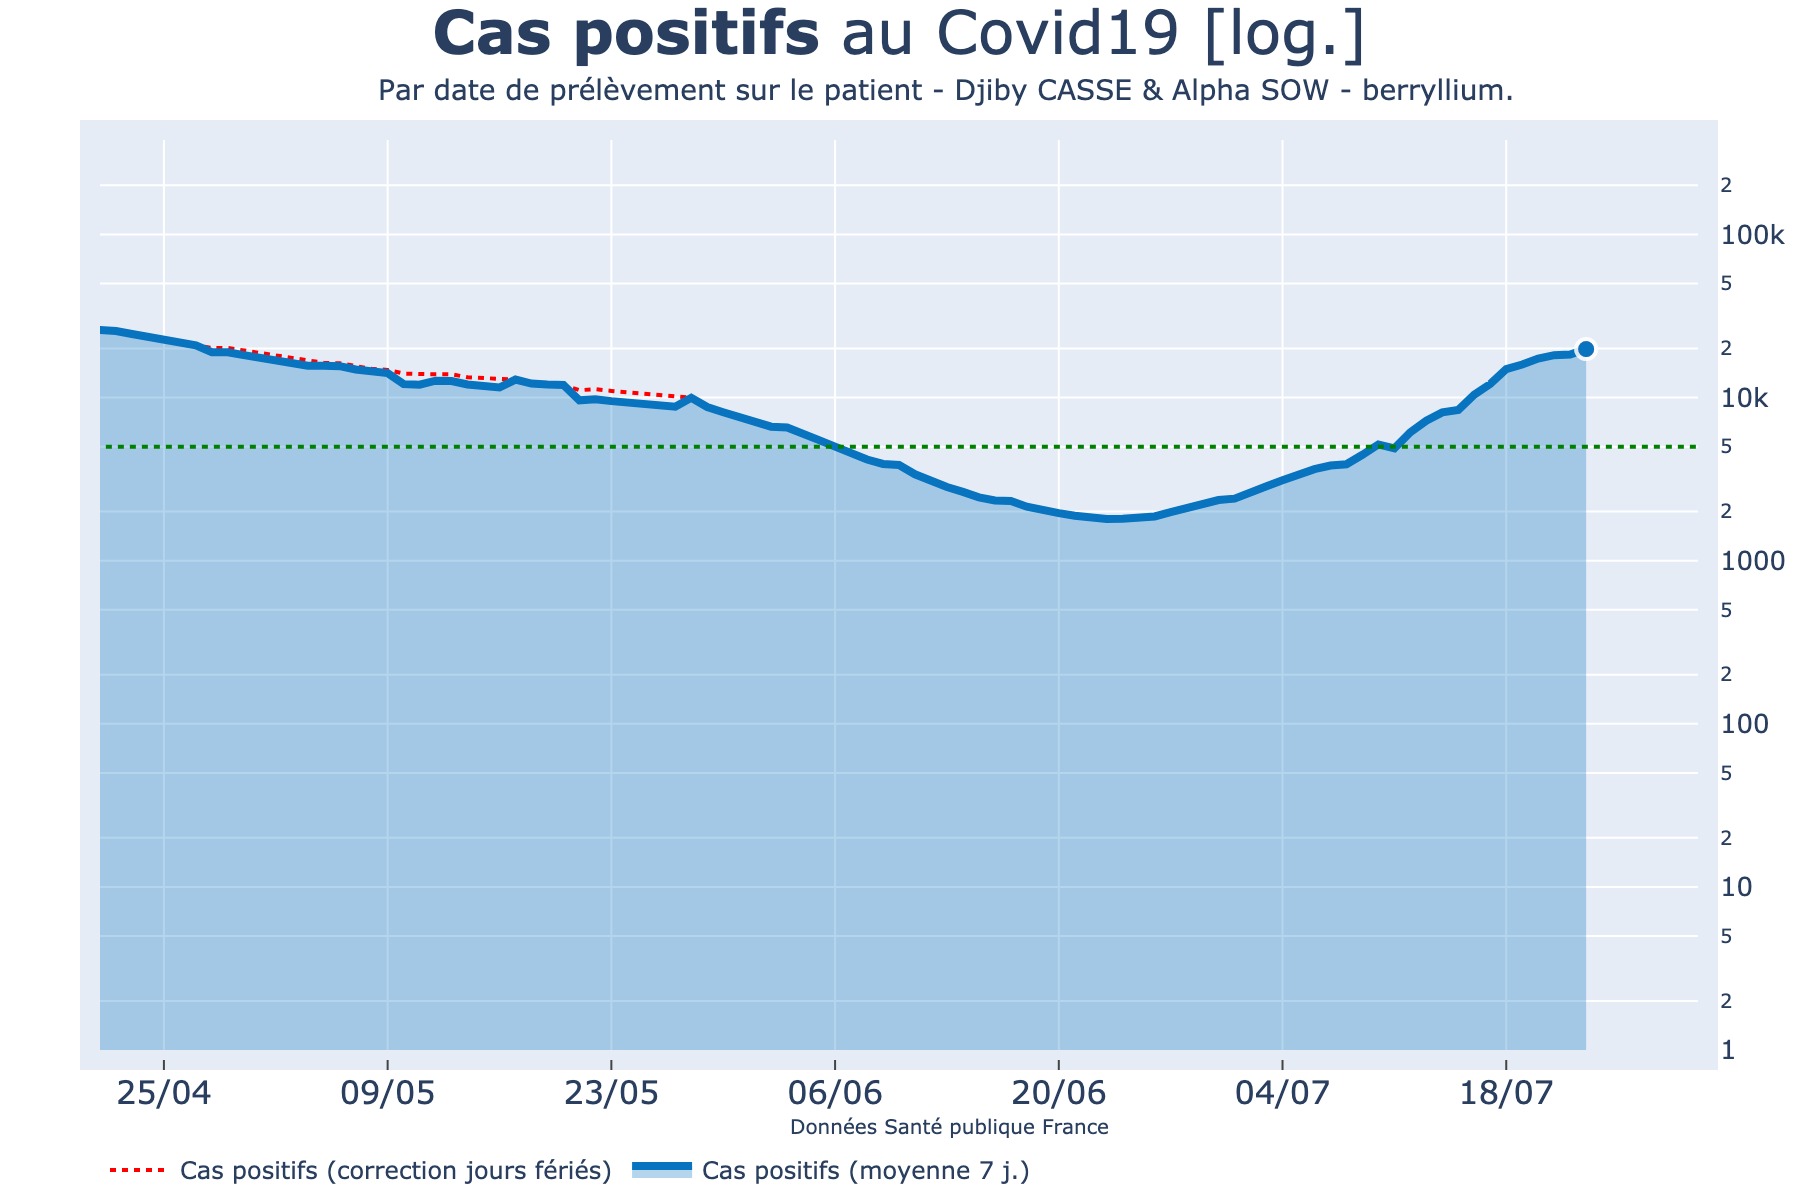 Cas positifs au Covid19 [log.]
Par date de prélèvement sur le patient - Djiby CASSE & Alpha SOW - berryllium.
2
100k
5
2
10k
5
2
1000
5
2
100
5
2
10
5
2
1
25/04 09/05 23/05 06/06 20/06 04/07 18/07
Données Santé publique France
Cas positifs (correction jours fériés) Cas positifs (moyenne 7 j.)